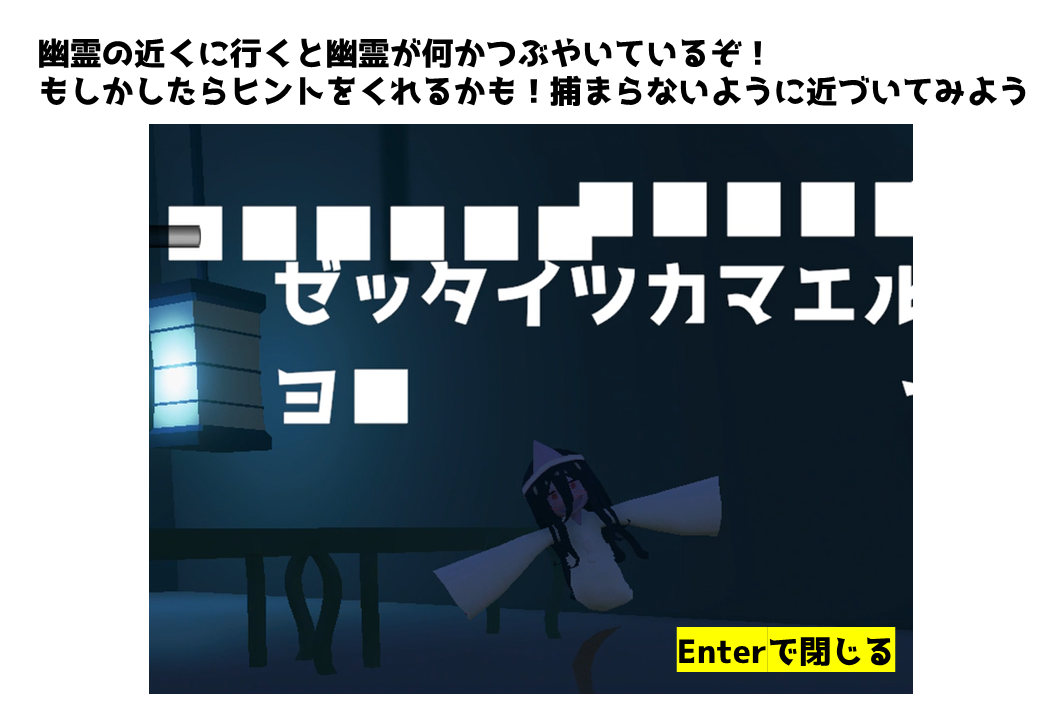 幽霊の近くに行くと幽霊が何かつぶやいているぞ！
もしかしたらヒントをくれるかも！捕まらないように近づいてみよう
■■■■■■■■■■■
ゼッタイツカマエル
ヨ■
Enterで閉じる